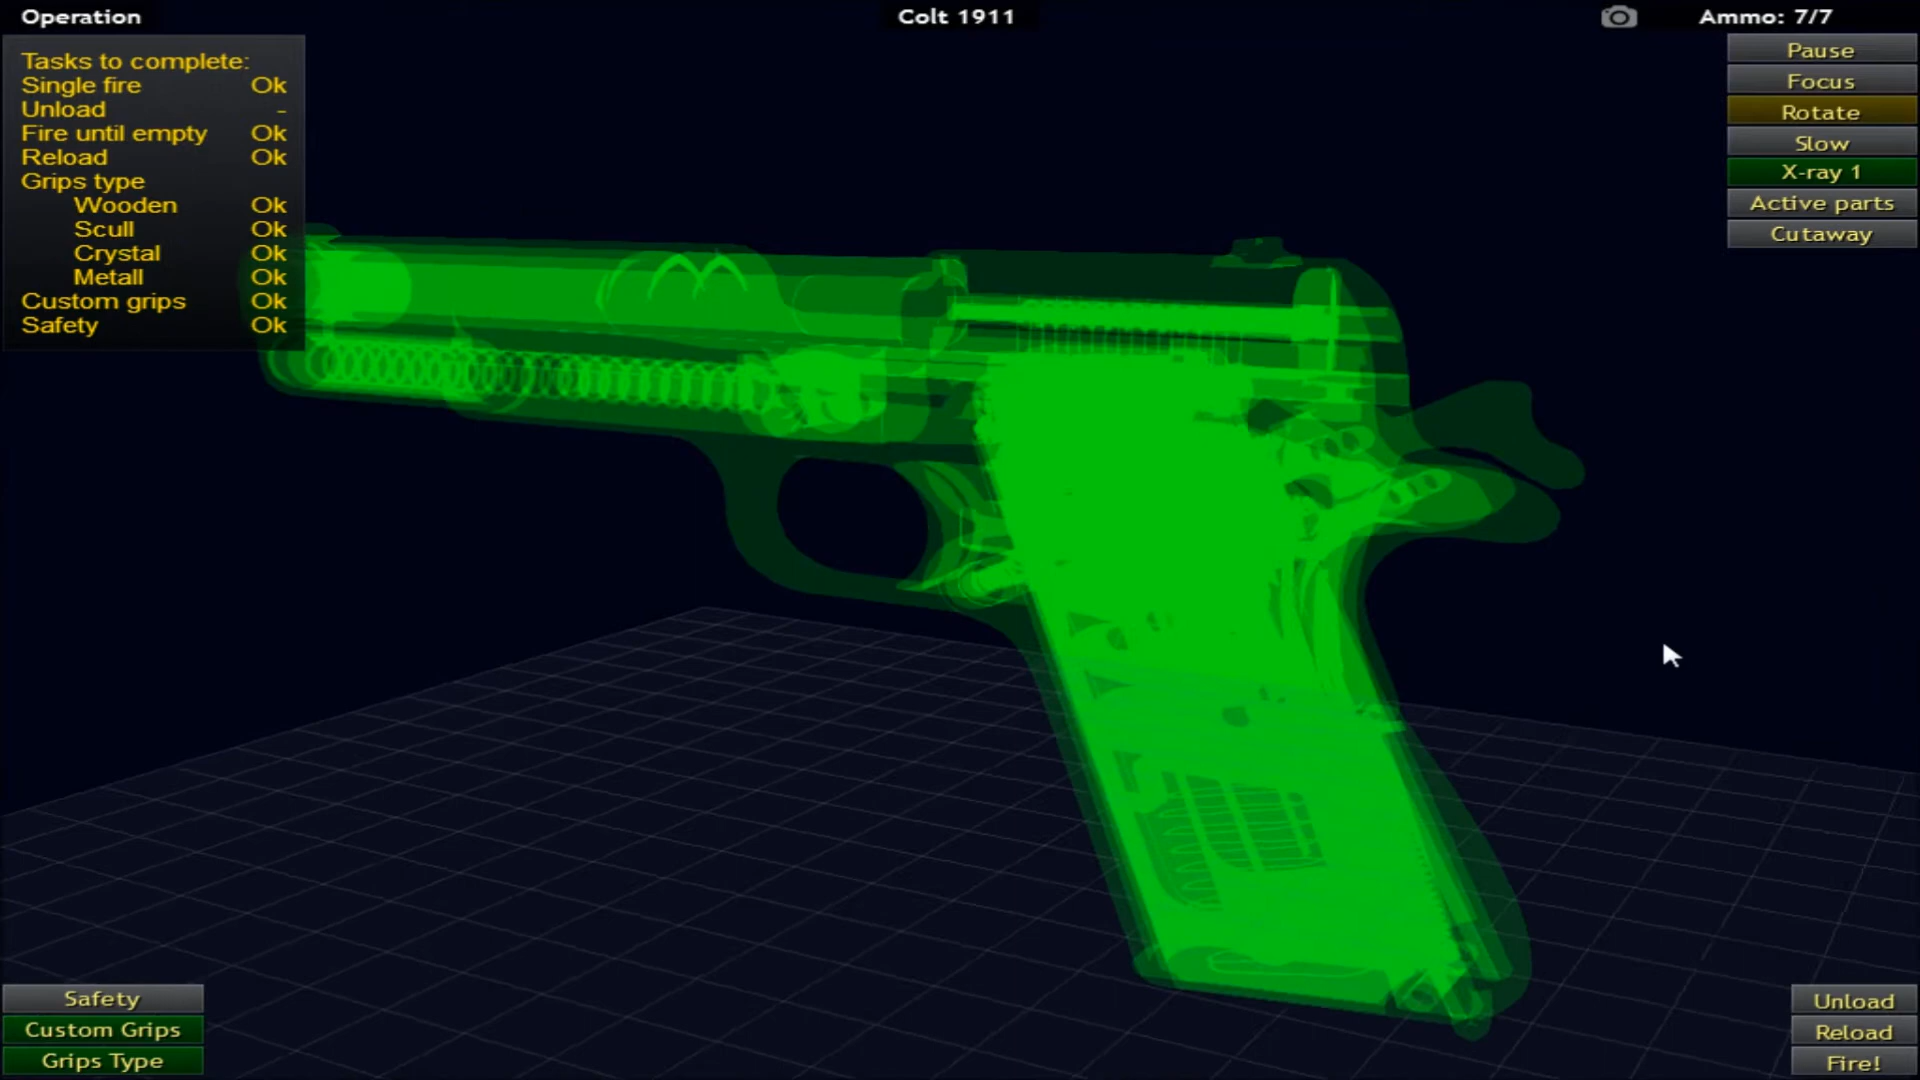 Operation
Colt 1911
Ammo: 7/7
Tasks to complete:
Single fire Ok
Unload -
Fire until empty Ok
Reload Ok
Grips type
Wooden Ok
Scull Ok
Crystal Ok
Metall Ok
Custom grips Ok
Safety Ok
Pause
Focus
Rotate
Slow
X-ray 1
Active parts
Cutaway
Safety
Custom Grips
Grips Type
Unload
Reload
Fire!